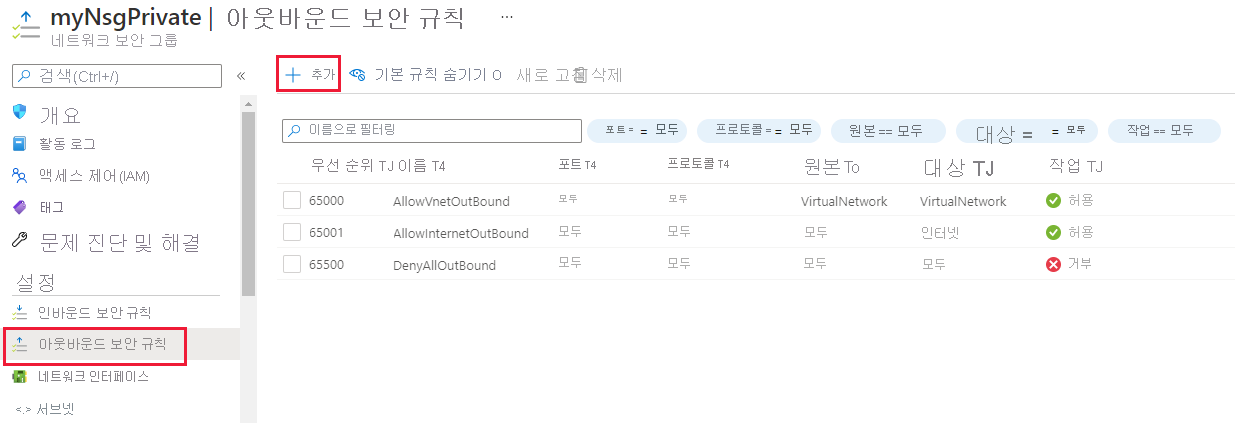 myNsgPrivate | 아웃바운드 보안 규칙 ...
네트워크 보안 그룹
검색(Ctrl+/) «
+ 추가 기본 규칙 숨기기 O 새로 고침 삭제
개요
활동 로그
액세스 제어(IAM)
태그
문제 진단 및 해결
설정
인바운드 보안 규칙
아웃바운드 보안 규칙
네트워크 인터페이스
<.> 서브넷
이름으로 필터링 포트 = = 모두 프로토콜 = = 모두 원본 == 모두 대상 = = 모두 작업 == 모두
우선 순위 TJ 이름 T4 포트 T4 프로토콜 T4 원본 To 대상 TJ 작업 TJ
65000 AllowVnetOutBound 모두 모두 VirtualNetwork VirtualNetwork 허용
65001 AllowInternetOutBound 모두 모두 모두 인터넷 허용
65500 DenyAllOutBound 모두 모두 모두 모두 거부